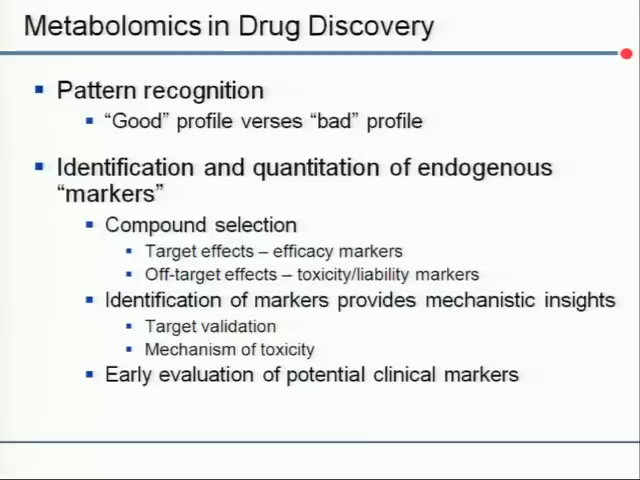 Metabolomics in Drug Discovery
Pattern recognition
“Good” profile verses “bad” profile
Identification and quantitation of endogenous
“markers”
Compound selection
Target effects – efficacy markers
Off-target effects – toxicity/liability markers
Identification of markers provides mechanistic insights
Target validation
Mechanism of toxicity
Early evaluation of potential clinical markers